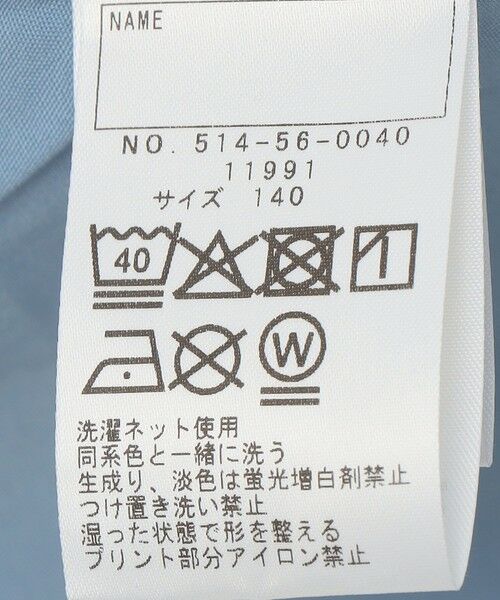 NAME
NO. 514-56-0040
11991
サイズ 140
40
W
洗濯ネット使用
同系色と一緒に洗う
生成り、淡色は蛍光増白剤禁止
つけ置き洗い禁止
湿った状態で形を整える
プリント部分アイロン禁止